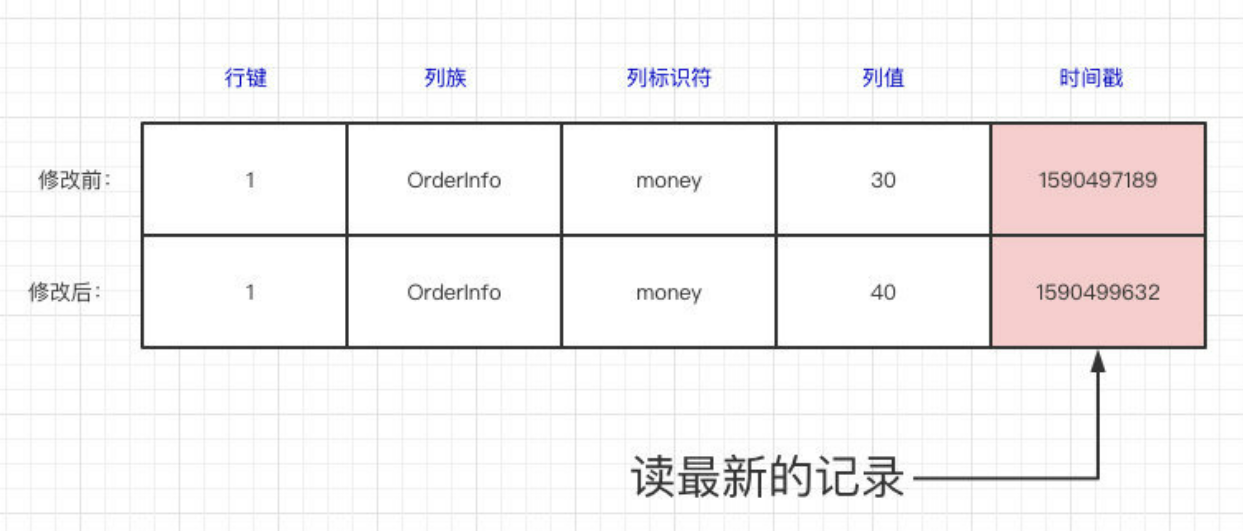 行键 列族 列标识符 列值 时间戳
修改前： 1 OrderInfo money 30 1590497189
修改后： 1 OrderInfo money 40 1590499632
读最新的记录